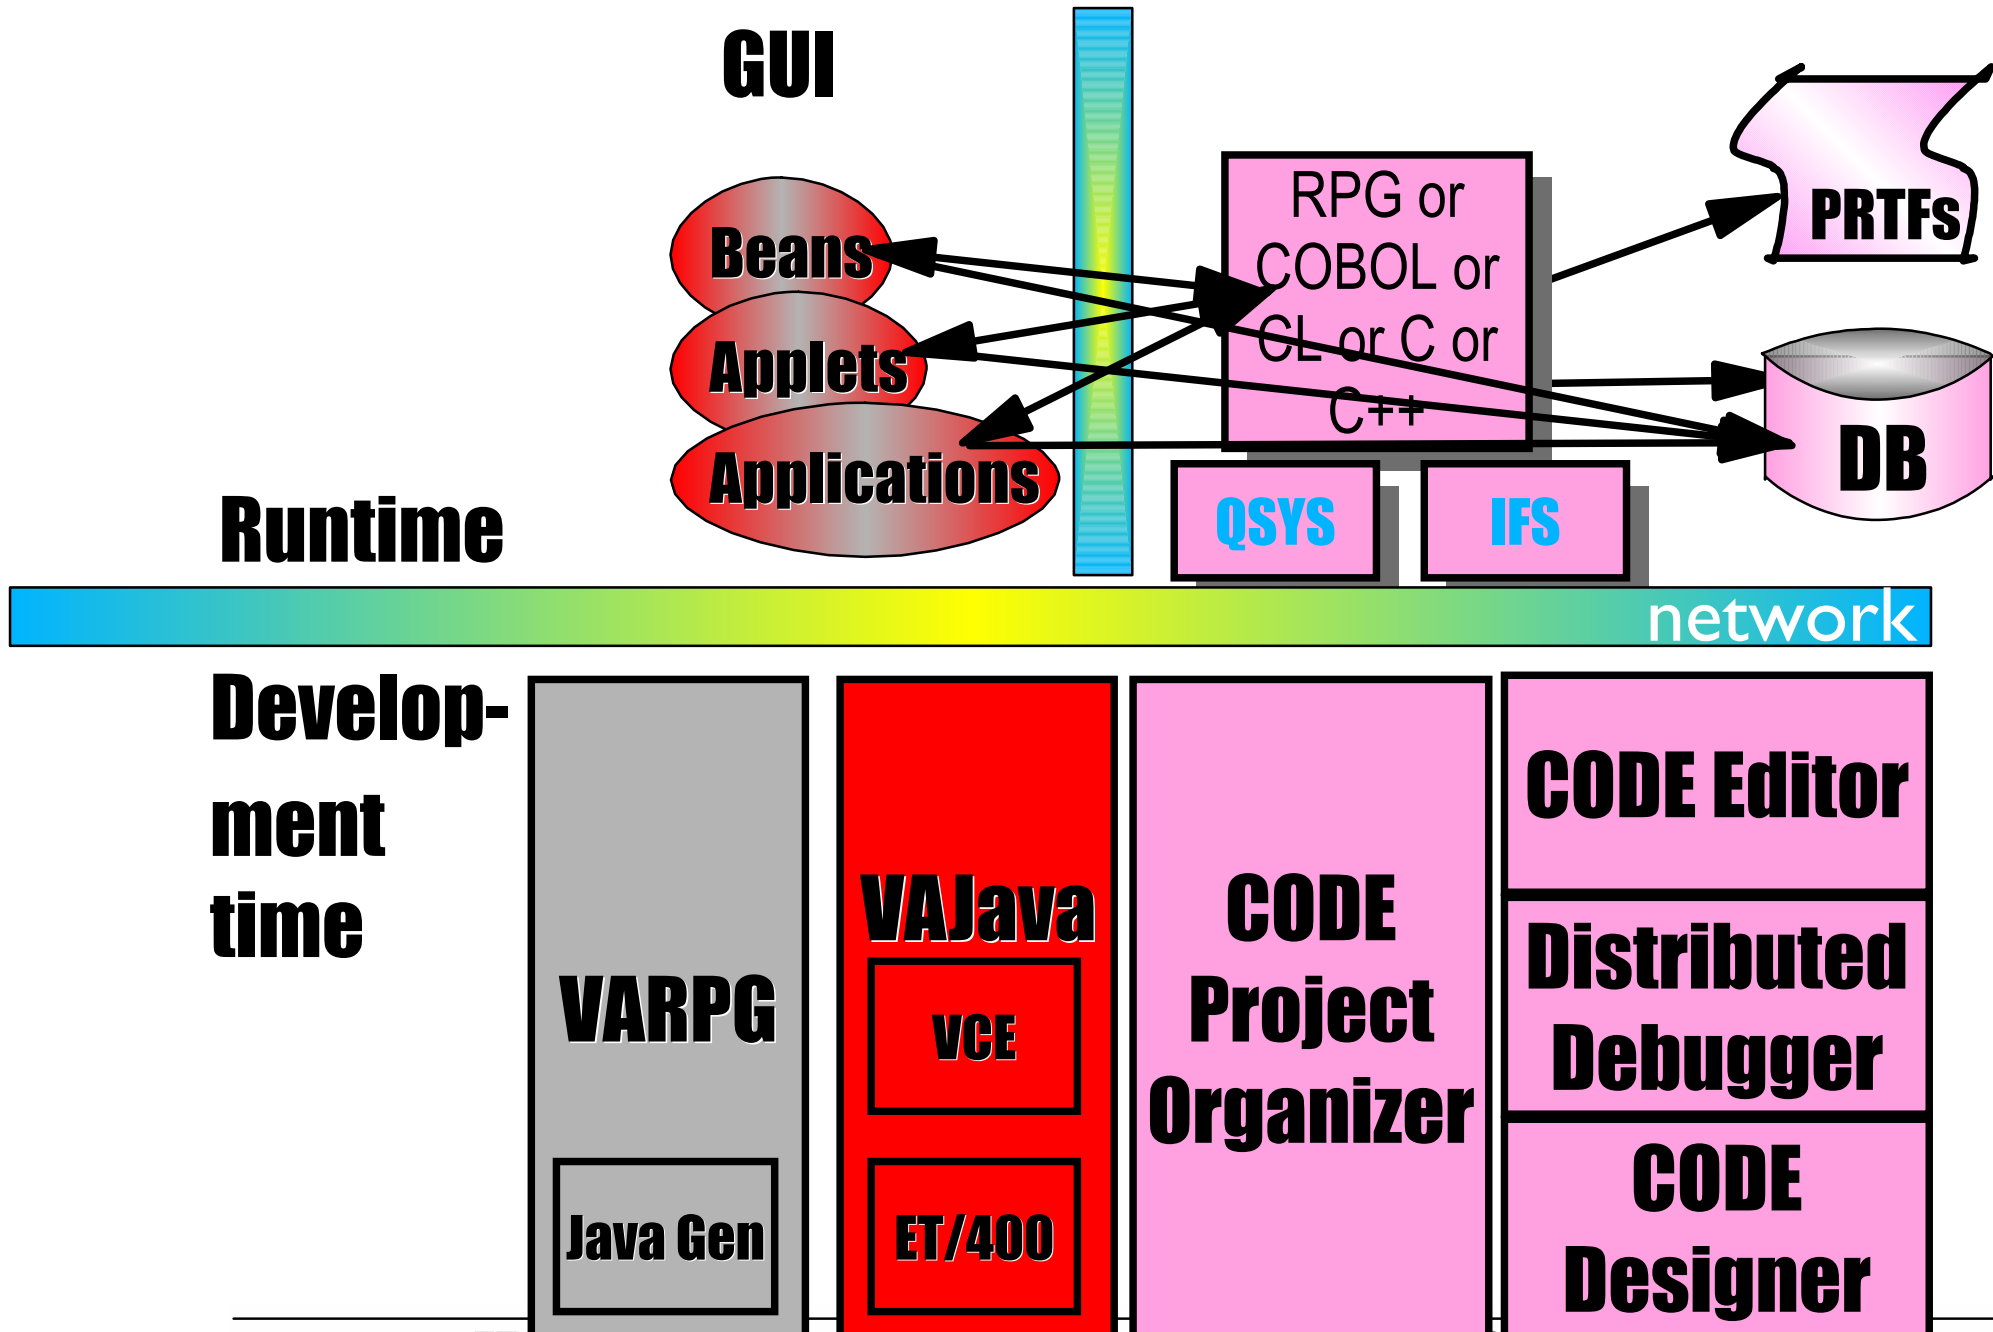 GUI
RPG or
COBOL or
CL or C or
C++
PRTFs
Beans
Applets
Applications
DB
QSYS
IFS
Runtime
network
Develop-
ment
time
VARPG
Java Gen
VAJava
VCE
ET/400
CODE
Project
Organizer
CODE Editor
Distributed
Debugger
CODE
Designer